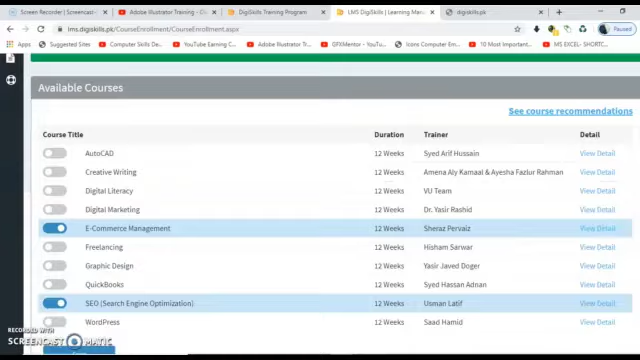 Screen Recorder | Screencast-
Adobe Illustrator Training - C
DigiSkills Training Program
LMS DigiSkills | Learning Man
digiskills.pk
lms.digiskills.pk/CourseEnrollment/CourseEnrollment.aspx
Paused
Suggested Sites
Computer Skills De
YouTube Earning C
Adobe Illustrator Tr
GFXMentor - YouT
Icons Computer Em
10 Most Important
MS EXCEL- SHORTC
Available Courses
See course recommendations
Course Title Duration Trainer Detail
AutoCAD 12 Weeks Syed Arif Hussain View Detail
Creative Writing 12 Weeks Amena Aly Kamaal & Ayesha Fazlur Rahman View Detail
Digital Literacy 12 Weeks VU Team View Detail
Digital Marketing 12 Weeks Dr. Yasir Rashid View Detail
E-Commerce Management 12 Weeks Sheraz Pervaiz View Detail
Freelancing 12 Weeks Hisham Sarwar View Detail
Graphic Design 12 Weeks Yasir Javed Doger View Detail
QuickBooks 12 Weeks Syed Hassan Adnan View Detail
SEO (Search Engine Optimization) 12 Weeks Usman Latif View Detail
WordPress 12 Weeks Saad Hamid View Detail
RECORDED WITH
SCREENCAST MATIC